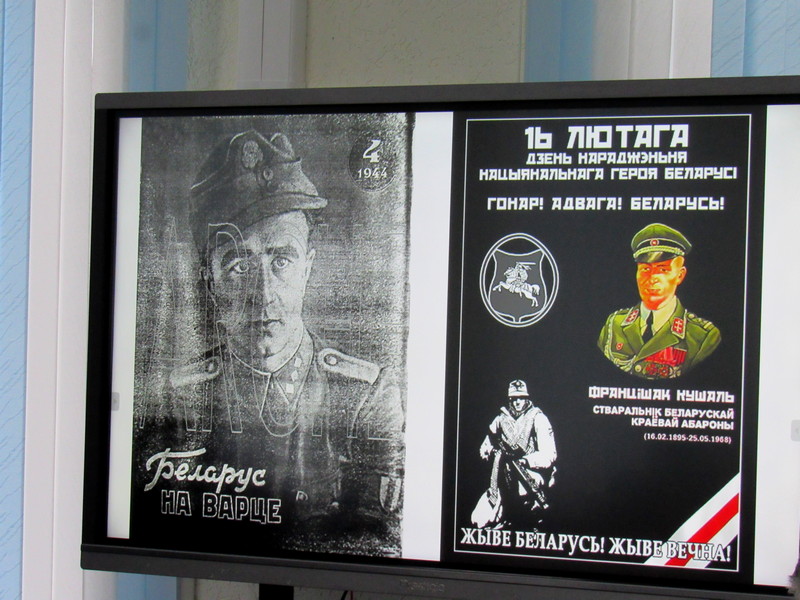 4
1944
Беларус
НА ВАРЦЕ
16 ЛЮТАГА
ДЗЕНЬ НАРАДЖЭНЬНЯ
НАЦЫЯНАЛЬНАГА ГЕРОЯ БЕЛАРУСІ
ГОНАР! АДВАГА! БЕЛАРУСЬ!
ФРАНЦІШАК КУШАЛЬ
СТВАРАЛЬНІК БЕЛАРУСКАЙ
КРАЁВАЙ АБАРОНЫ
(16.02.1895-25.05.1968)
ЖЫВЕ БЕЛАРУСЬ! ЖЫВЕ ВЕЧНА!